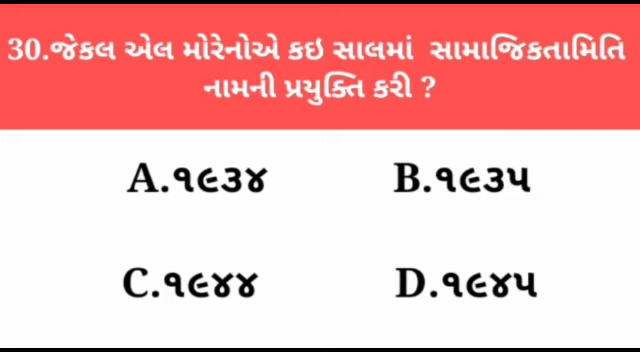 30.જેકલ એલ મોરેનોએ કઇ સાલમાં સામાજિકતામિતિ
નામની પ્રયુક્તિ કરી ?
A.૧૯૩૪ B.૧૯૩૫
C.૧૯૪૪ D.૧૯૪૫